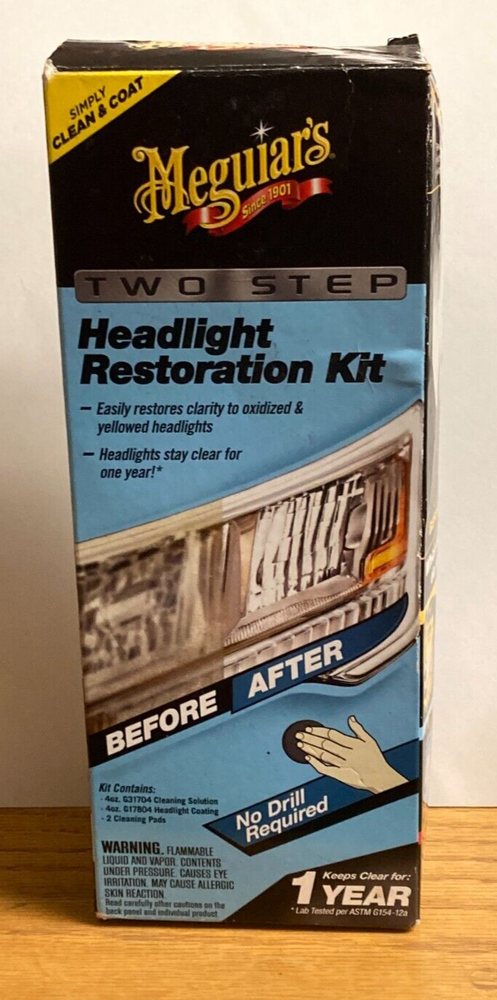 SIMPLY
CLEAN & COAT
Meguiar's
Since 1901
TWO STEP
Headlight
Restoration Kit
– Easily restores clarity to oxidized &
yellowed headlights
– Headlights stay clear for
one year!*
BEFORE AFTER
Kit Contains:
- 4oz. G31704 Cleaning Solution
- 4oz. G17804 Headlight Coating
- 2 Cleaning Pads
No Drill
Required
WARNING. FLAMMABLE
LIQUID AND VAPOR. CONTENTS
UNDER PRESSURE. CAUSES EYE
IRRITATION. MAY CAUSE ALLERGIC
SKIN REACTION.
Read carefully other cautions on the
back panel and individual product
Keeps Clear for:
1 YEAR
* Lab Tested per ASTM G154-12a